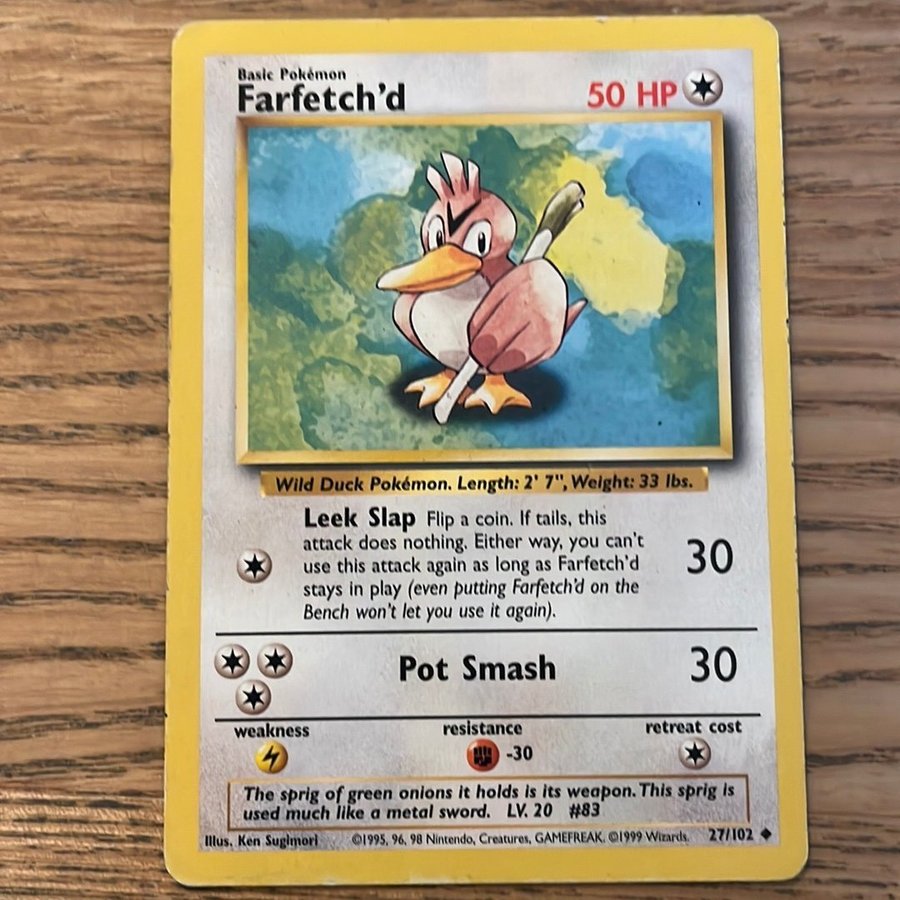 Basic Pokémon
Farfetch'd 50 HP
Wild Duck Pokémon. Length: 2' 7", Weight: 33 lbs.
Leek Slap Flip a coin. If tails, this
attack does nothing. Either way, you can't
use this attack again as long as Farfetch'd
stays in play (even putting Farfetch'd on the
Bench won't let you use it again).
30
Pot Smash 30
weakness resistance retreat cost
-30
The sprig of green onions it holds is its weapon. This sprig is
used much like a metal sword. LV. 20 #83
Illus. Ken Sugimori ©1995, 96, 98 Nintendo, Creatures, GAMEFREAK. ©1999 Wizards. 27/102